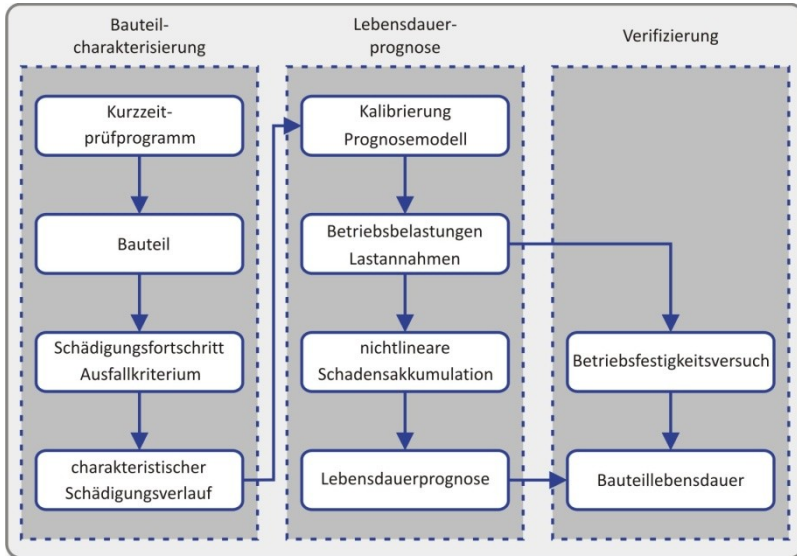 Bauteil-
charakterisierung
Kurzzeit-
prüfprogramm
Bauteil
Schädigungsfortschritt
Ausfallkriterium
charakteristischer
Schädigungsverlauf
Lebensdauer-
prognose
Kalibrierung
Prognosemodell
Betriebsbelastungen
Lastannahmen
nichtlineare
Schadensakkumulation
Lebensdauerprognose
Verifizierung
Betriebsfestigkeitsversuch
Bauteillebensdauer